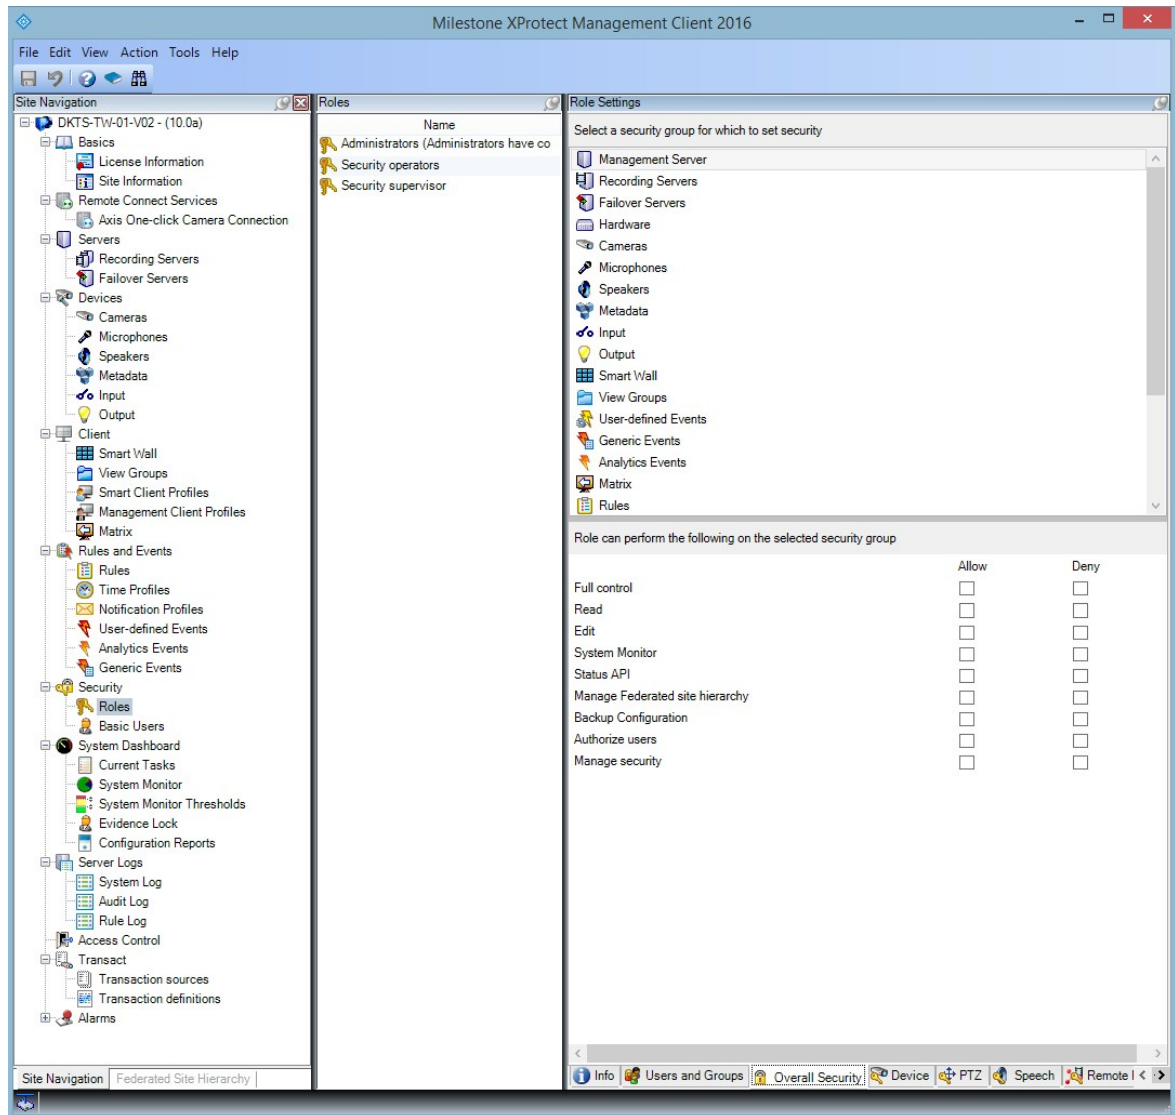 Milestone XProtect Management Client 2016
File Edit View Action Tools Help
Site Navigation
DKTS-TW-01-V02 - (10.0a)
Basics
License Information
Site Information
Remote Connect Services
Axis One-click Camera Connection
Servers
Recording Servers
Failover Servers
Devices
Cameras
Microphones
Speakers
Metadata
Input
Output
Client
Smart Wall
View Groups
Smart Client Profiles
Management Client Profiles
Matrix
Rules and Events
Rules
Time Profiles
Notification Profiles
User-defined Events
Analytics Events
Generic Events
Security
Roles
Basic Users
System Dashboard
Current Tasks
System Monitor
System Monitor Thresholds
Evidence Lock
Configuration Reports
Server Logs
System Log
Audit Log
Rule Log
Access Control
Transact
Transaction sources
Transaction definitions
Alarms
Site Navigation Federated Site Hierarchy
Roles
Name
Administrators (Administrators have co
Security operators
Security supervisor
Role Settings
Select a security group for which to set security
Management Server
Recording Servers
Failover Servers
Hardware
Cameras
Microphones
Speakers
Metadata
Input
Output
Smart Wall
View Groups
User-defined Events
Generic Events
Analytics Events
Matrix
Rules
Role can perform the following on the selected security group
Allow Deny
Full control
Read
Edit
System Monitor
Status API
Manage Federated site hierarchy
Backup Configuration
Authorize users
Manage security
Info Users and Groups Overall Security Device PTZ Speech Remote